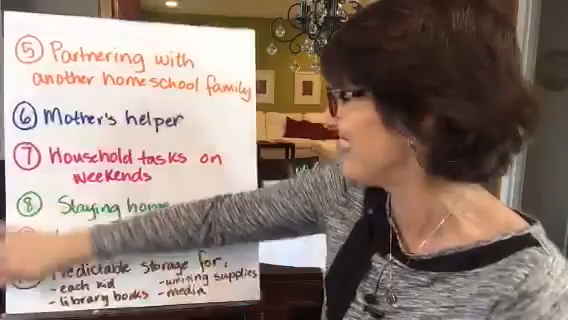 5 Partnering with
another homeschool family
6 Mother's helper
7 Household tasks on
weekends
8 Staying home
Predictable storage for:
- each kid - writing supplies
- library books - media